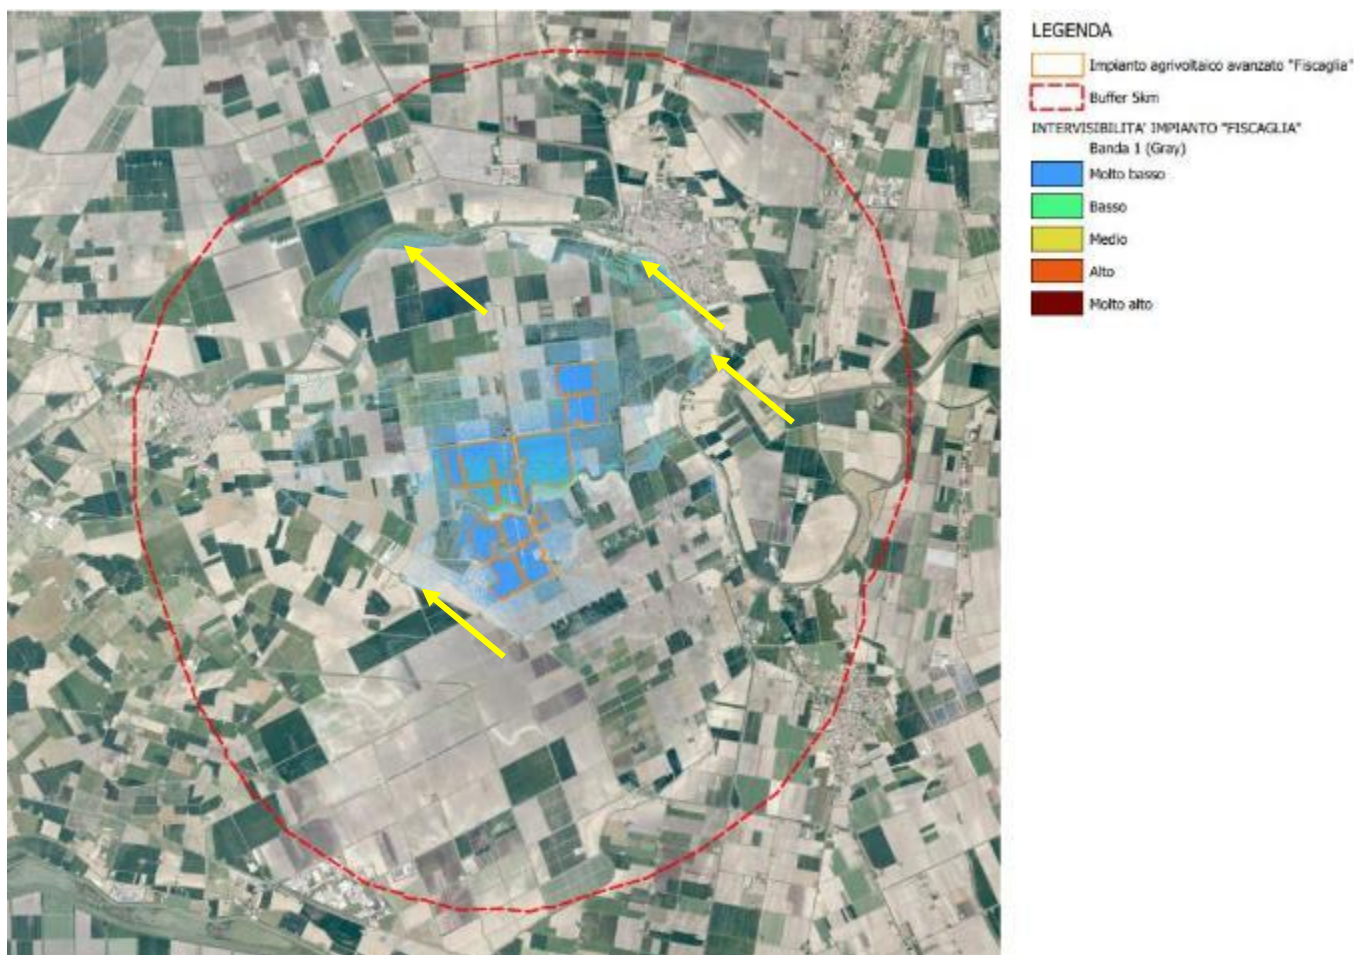 LEGENDA
Impianto agrivoltaico avanzato "Fiscaglia"
Buffer 5km
INTERVISIBILITA' IMPIANTO "FISCAGLIA"
Banda 1 (Gray)
Molto basso
Basso
Medio
Alto
Molto alto